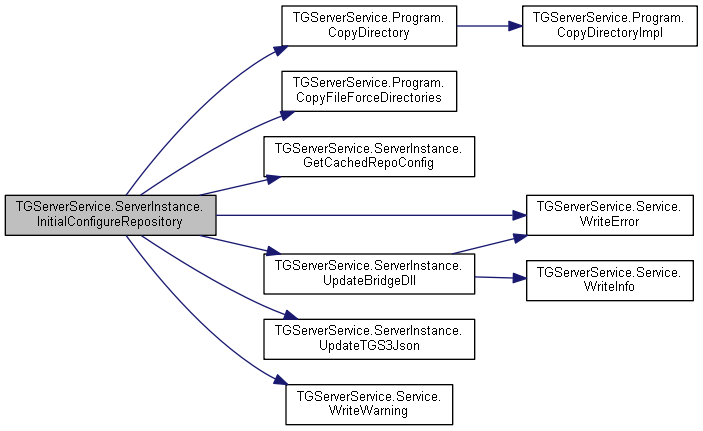 TGServerService.Program.
CopyDirectory
TGServerService.Program.
CopyDirectoryImpl
TGServerService.Program.
CopyFileForceDirectories
TGServerService.ServerInstance.
GetCachedRepoConfig
TGServerService.ServerInstance.
InitialConfigureRepository
TGServerService.Service.
WriteError
TGServerService.ServerInstance.
UpdateBridgeDll
TGServerService.Service.
WriteInfo
TGServerService.ServerInstance.
UpdateTGS3Json
TGServerService.Service.
WriteWarning